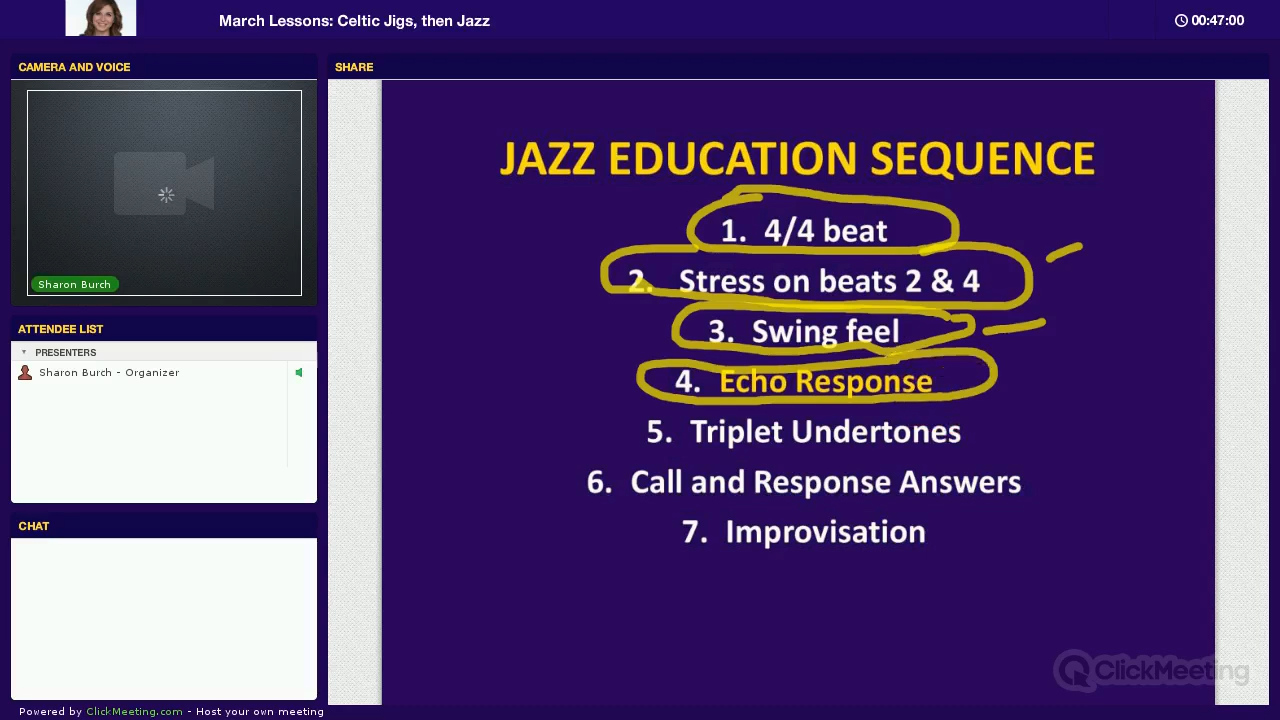 March Lessons: Celtic Jigs, then Jazz
00:47:00
CAMERA AND VOICE
Sharon Burch
ATTENDEE LIST
PRESENTERS
Sharon Burch - Organizer
CHAT
SHARE
JAZZ EDUCATION SEQUENCE
1. 4/4 beat
2. Stress on beats 2 & 4
3. Swing feel
4. Echo Response
5. Triplet Undertones
6. Call and Response Answers
7. Improvisation
ClickMeeting
Powered by ClickMeeting.com - Host your own meeting